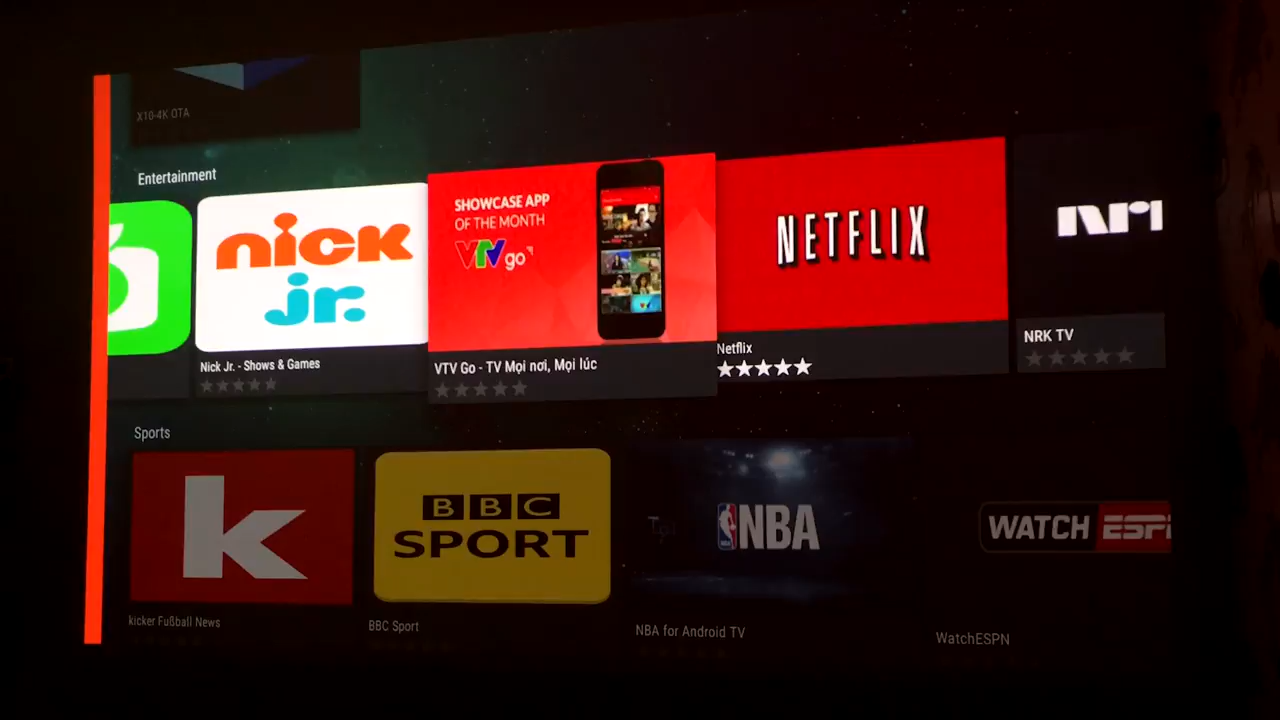 X10-4K OTA
Entertainment
nick jr.
Nick Jr. - Shows & Games
SHOWCASE APP
OF THE MONTH
VTV go
VTV Go - TV Mọi nơi, Mọi lúc
NETFLIX
Netflix
NRK TV
Sports
k
kicker Fußball News
BBC
SPORT
BBC Sport
NBA
NBA for Android TV
WATCH ESP
WatchESPN